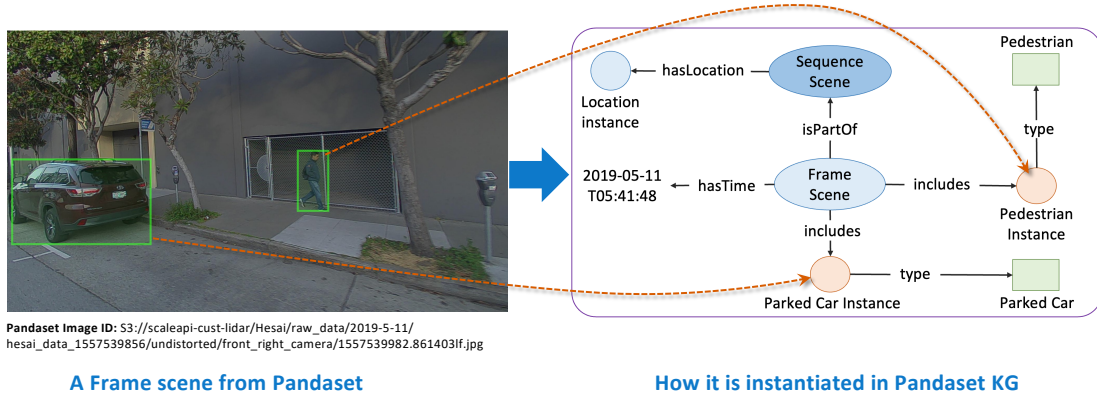 Pedestrian
Sequence
Scene
hasLocation
Location
instance
type
isPartOf
2019-05-11
T05:41:48
hasTime
Frame
Scene
includes
Pedestrian
Instance
includes
type
Parked Car Instance
Parked Car
Pandaset Image ID: S3://scaleapi-cust-lidar/Hesai/raw_data/2019-5-11/
hesai_data_1557539856/undistorted/front_right_camera/1557539982.861403lf.jpg
A Frame scene from Pandaset
How it is instantiated in Pandaset KG